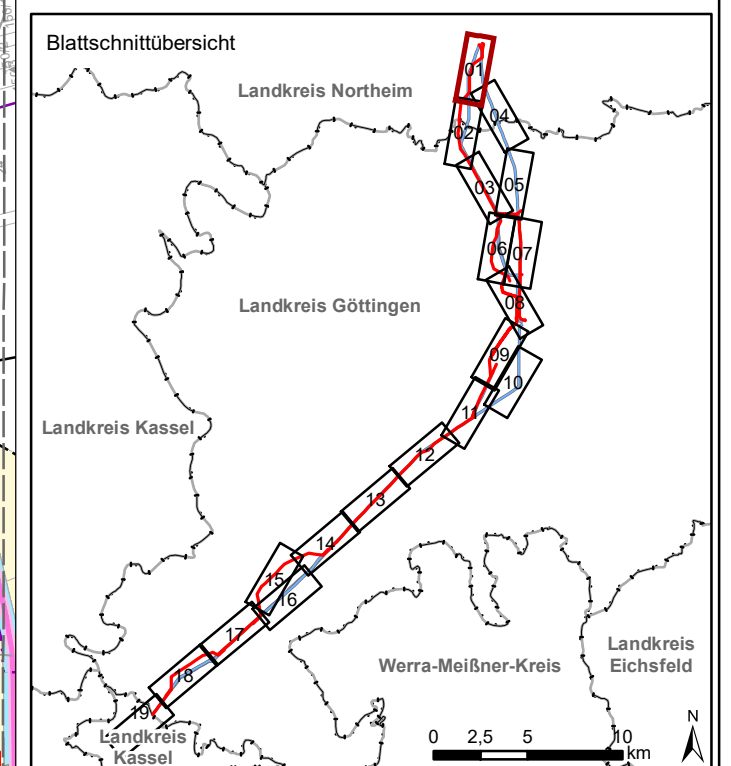 Blattschnittübersicht
01
Landkreis Northeim
04
02
03
05
06
07
Landkreis Göttingen
08
09
10
Landkreis Kassel
11
12
13
14
15
16
17
Landkreis
Eichsfeld
Werra-Meißner-Kreis
18
19
Landkreis
Kassel
N
0 2,5 5 10
km